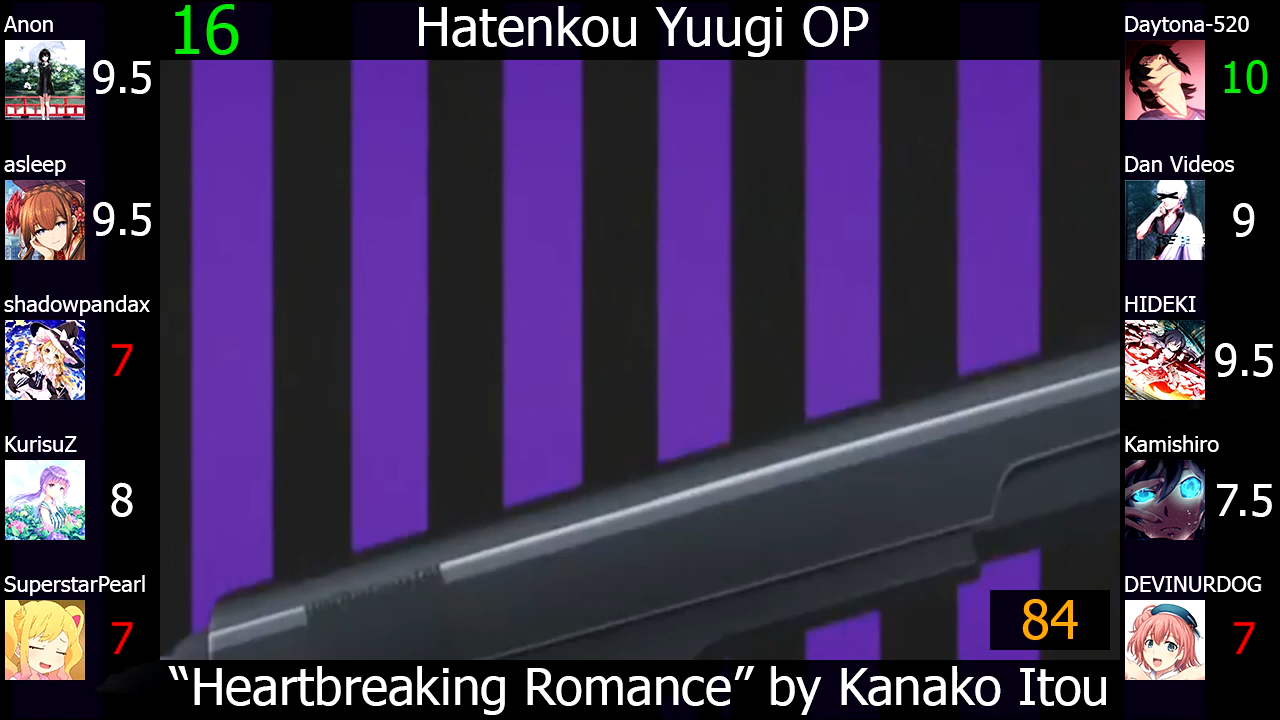 Anon
9.5
asleep
9.5
shadowpandax
7
KurisuZ
8
SuperstarPearl
7
16
Hatenkou Yuugi OP
84
“Heartbreaking Romance” by Kanako Itou
Daytona-520
10
Dan Videos
9
HIDEKI
9.5
Kamishiro
7.5
DEVINURDOG
7